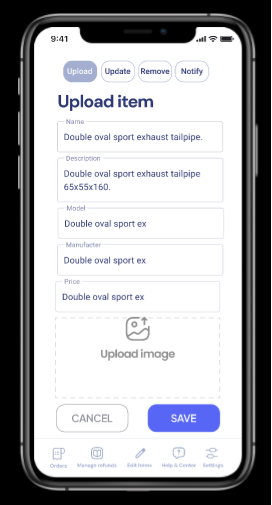 9:41
Upload Update Remove Notify
Upload item
Name
Double oval sport exhaust tailpipe.
Description
Double oval sport exhaust tailpipe
65x55x160.
Model
Double oval sport ex
Manufacter
Double oval sport ex
Price
Double oval sport ex
Upload image
CANCEL SAVE
Orders Manage refunds Edit Items Help & Center Settings